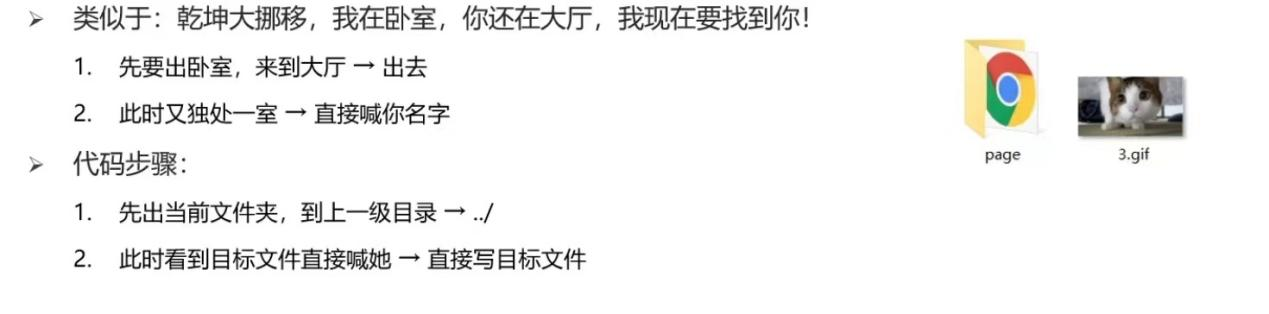 类似于：乾坤大挪移，我在卧室，你还在大厅，我现在要找到你！
1. 先要出卧室，来到大厅 → 出去
2. 此时又独处一室 → 直接喊你名字
代码步骤：
1. 先出当前文件夹，到上一级目录 → ../
2. 此时看到目标文件直接喊她 → 直接写目标文件
page
3.gif